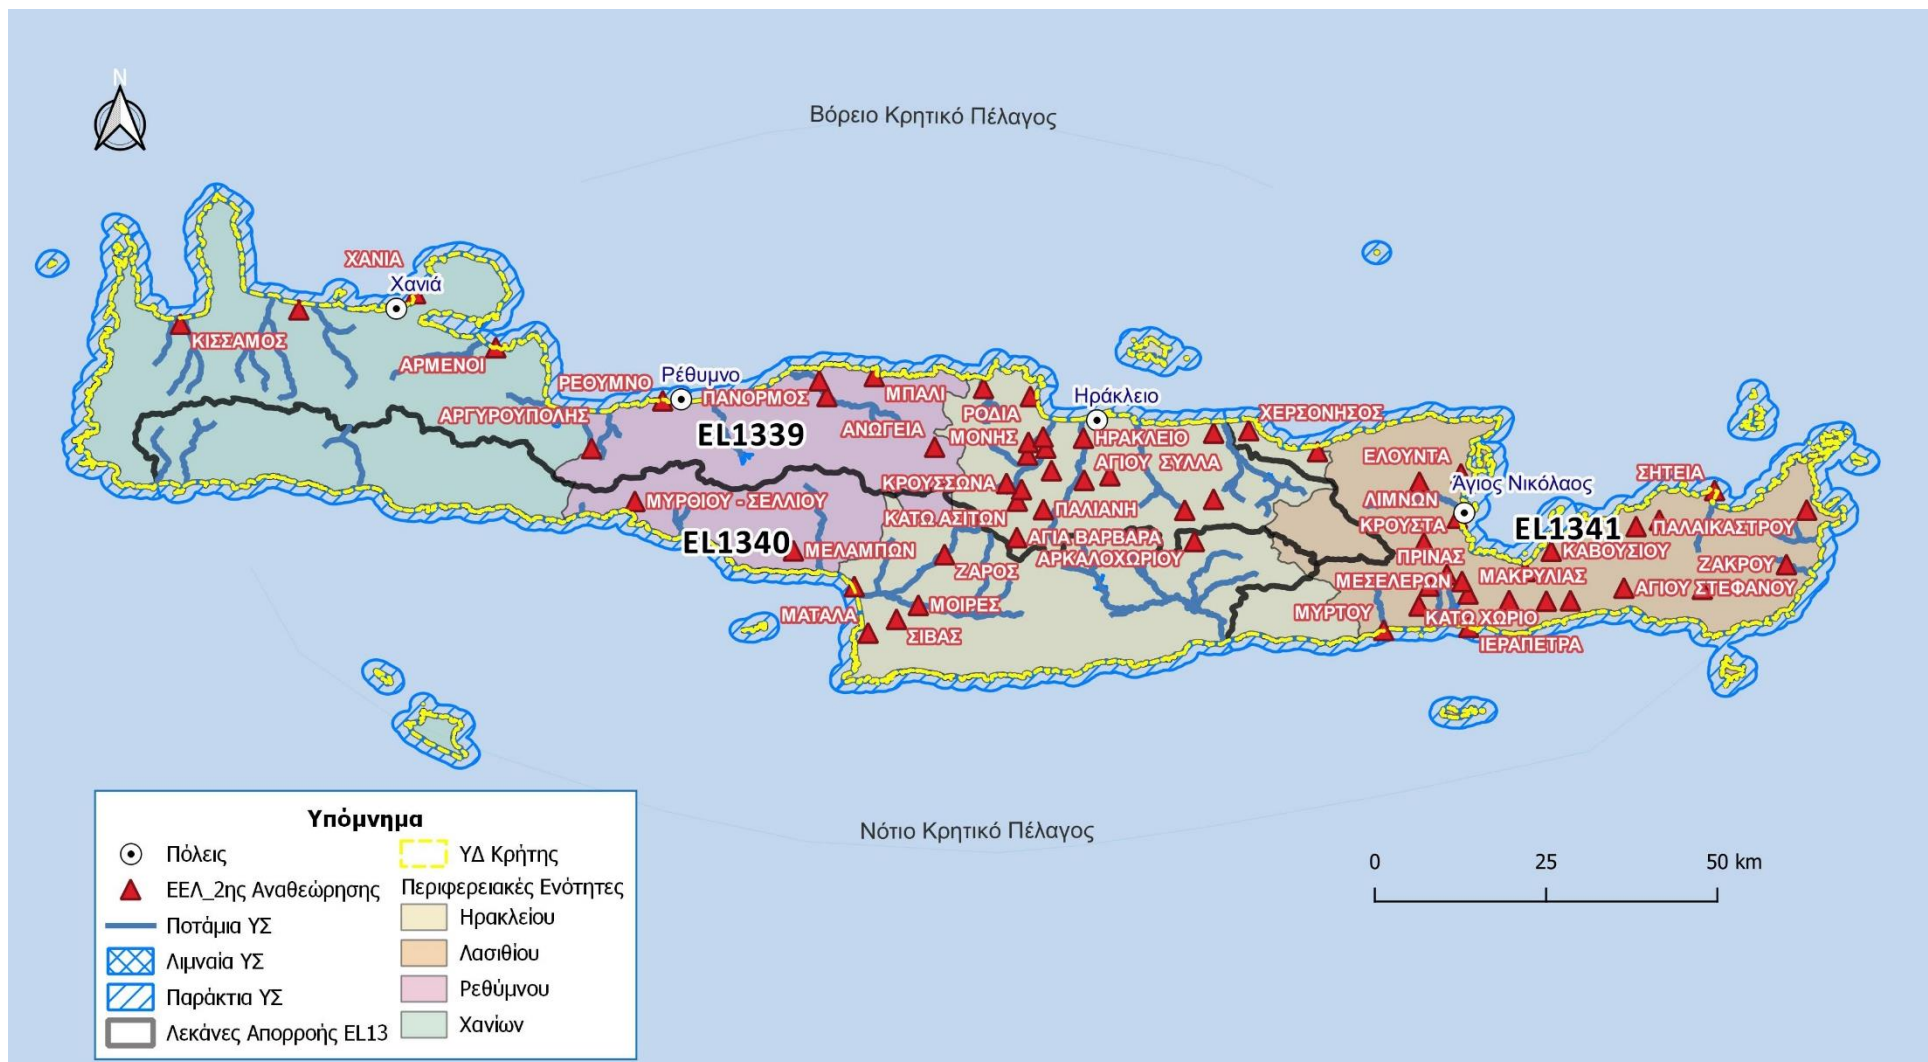 N
Βόρειο Κρητικό Πέλαγος
ΧΑΝΙΑ
Χανιά
ΚΙΣΣΑΜΟΣ
ΑΡΜΕΝΟΙ
ΡΕΘΥΜΝΟ
Ρέθυμνο
ΠΑΝΟΡΜΟΣ
ΜΠΑΛΙ
ΑΡΓΥΡΟΥΠΟΛΗΣ
EL1339
ΑΝΩΓΕΙΑ
ΡΟΔΙΑ
ΜΟΝΗΣ
Ηράκλειο
ΗΡΑΚΛΕΙΟ
ΧΕΡΣΟΝΗΣΟΣ
ΑΓΙΟΥ ΣΥΛΛΑ
ΕΛΟΥΝΤΑ
ΚΡΟΥΣΣΩΝΑ
ΛΙΜΝΩΝ
Άγιος Νικόλαος
ΣΗΤΕΙΑ
ΜΥΡΘΙΟΥ - ΣΕΛΛΙΟΥ
ΚΑΤΩ ΑΣΙΤΩΝ
ΠΑΛΙΑΝΗ
ΚΡΟΥΣΤΑ
EL1341
ΠΑΛΑΙΚΑΣΤΡΟΥ
EL1340
ΜΕΛΑΜΠΩΝ
ΑΓΙΑ ΒΑΡΒΑΡΑ
ΑΡΚΑΛΟΧΩΡΙΟΥ
ΠΡΙΝΑΣ
ΚΑΒΟΥΣΙΟΥ
ΖΑΚΡΟΥ
ΖΑΡΟΣ
ΜΕΣΕΛΕΡΩΝ
ΜΑΚΡΥΛΙΑΣ
ΑΓΙΟΥ ΣΤΕΦΑΝΟΥ
ΜΑΤΑΛΑ
ΜΟΙΡΕΣ
ΜΥΡΤΟΥ
ΚΑΤΩ ΧΩΡΙΟ
ΣΙΒΑΣ
ΙΕΡΑΠΕΤΡΑ
Νότιο Κρητικό Πέλαγος
0 25 50 km
Υπόμνημα
Πόλεις
ΕΕΛ_2ης Αναθεώρησης
Ποτάμια ΥΣ
Λιμναία ΥΣ
Παράκτια ΥΣ
Λεκάνες Απορροής EL13
ΥΔ Κρήτης
Περιφερειακές Ενότητες
Ηρακλείου
Λασιθίου
Ρεθύμνου
Χανίων